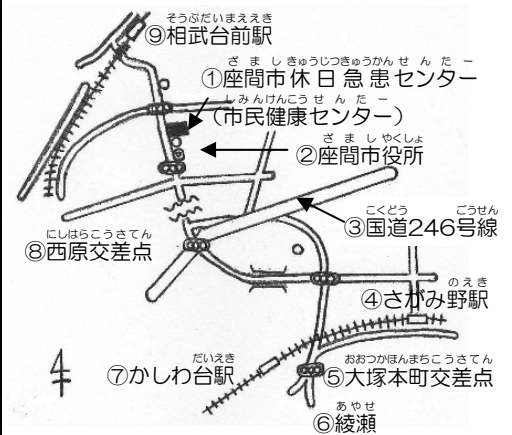 そうぶだいまええき
⑨相武台前駅
ざましきゅうじつきゅうかんせんたー
①座間市休日急患センター
しみんけんこうせんたー
（市民健康センター）
ざましやくしょ
②座間市役所
こくどう　ごうせん
③国道246号線
にしはらこうさてん
⑧西原交差点
のえき
④さがみ野駅
だいえき
⑦かしわ台駅
おおつかほんまちこうさてん
⑤大塚本町交差点
あやせ
⑥綾瀬